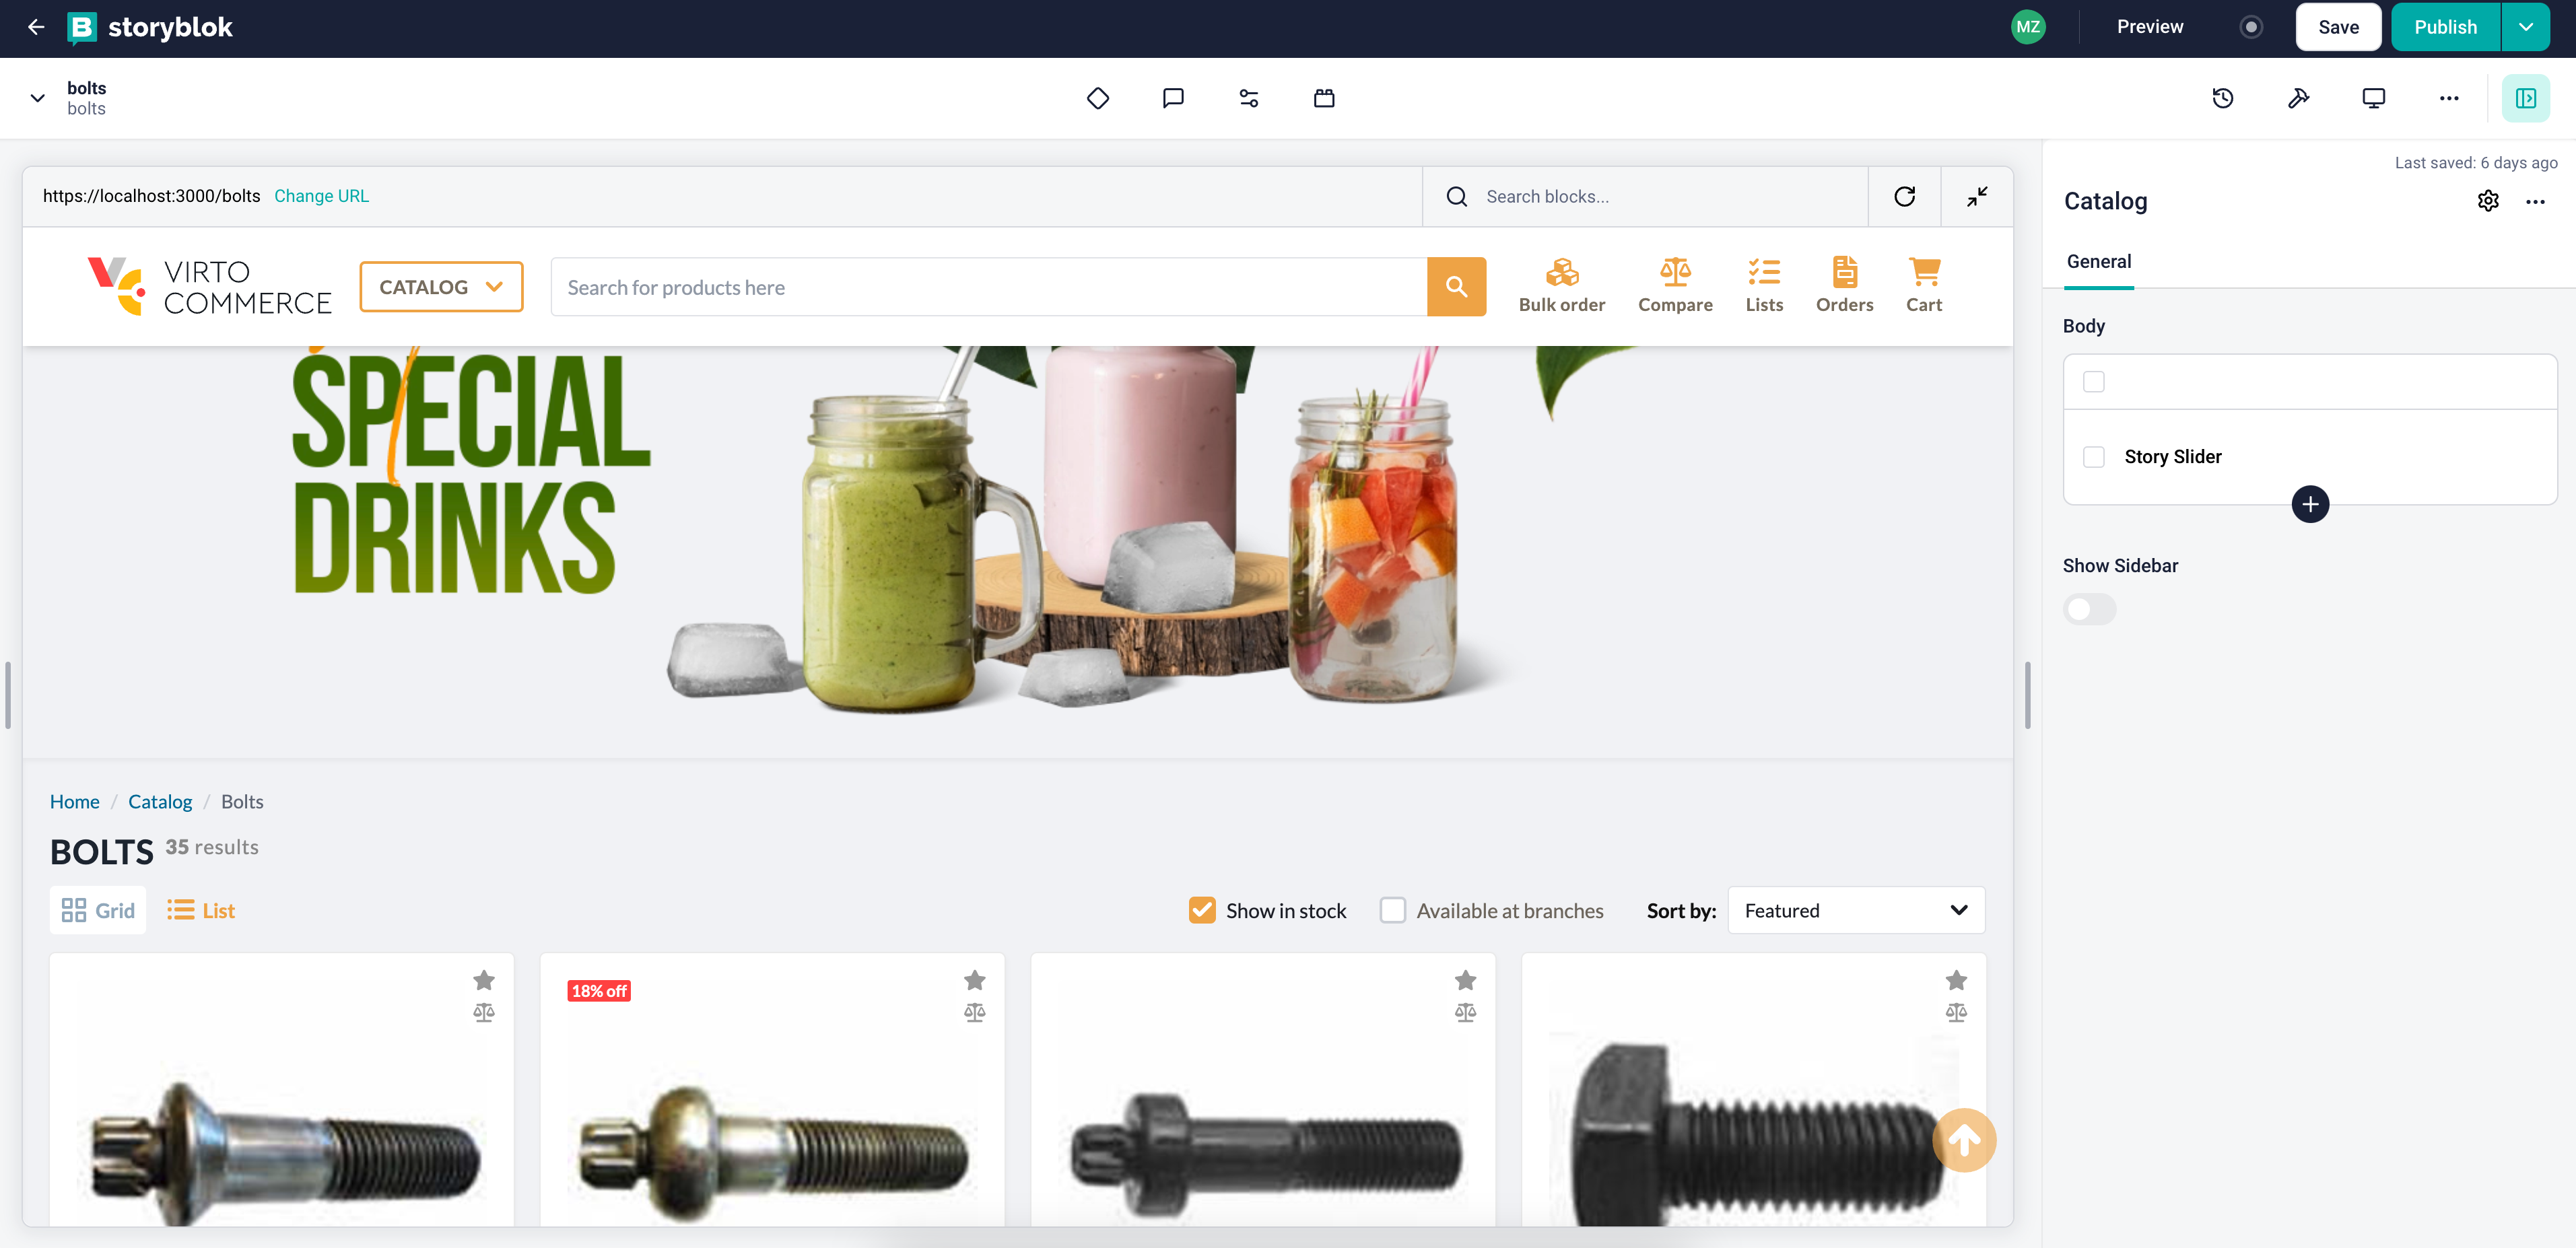 storyblok
MZ
Preview
Save
Publish
bolts
bolts
Last saved: 6 days ago
https://localhost:3000/bolts
Change URL
Search blocks...
Catalog
General
VIRTO
COMMERCE
CATALOG
Search for products here
Bulk order
Compare
Lists
Orders
Cart
Body
Story Slider
Show Sidebar
SPECIAL
DRINKS
Home / Catalog / Bolts
BOLTS 35 results
Grid
List
Show in stock
Available at branches
Sort by:
Featured
18% off